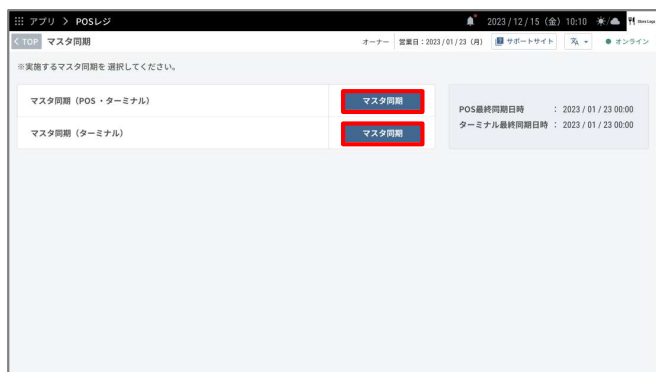 アプリ > POSレジ
2023 / 12 / 15 (金) 10:10
< TOP マスタ同期
オーナー 営業日：2023 / 01 / 23 (月) サポートサイト オンライン
※実施するマスタ同期を選択してください。
マスタ同期（POS・ターミナル） マスタ同期
マスタ同期（ターミナル） マスタ同期
POS最終同期日時 : 2023 / 01 / 23 00:00
ターミナル最終同期日時 : 2023 / 01 / 23 00:00